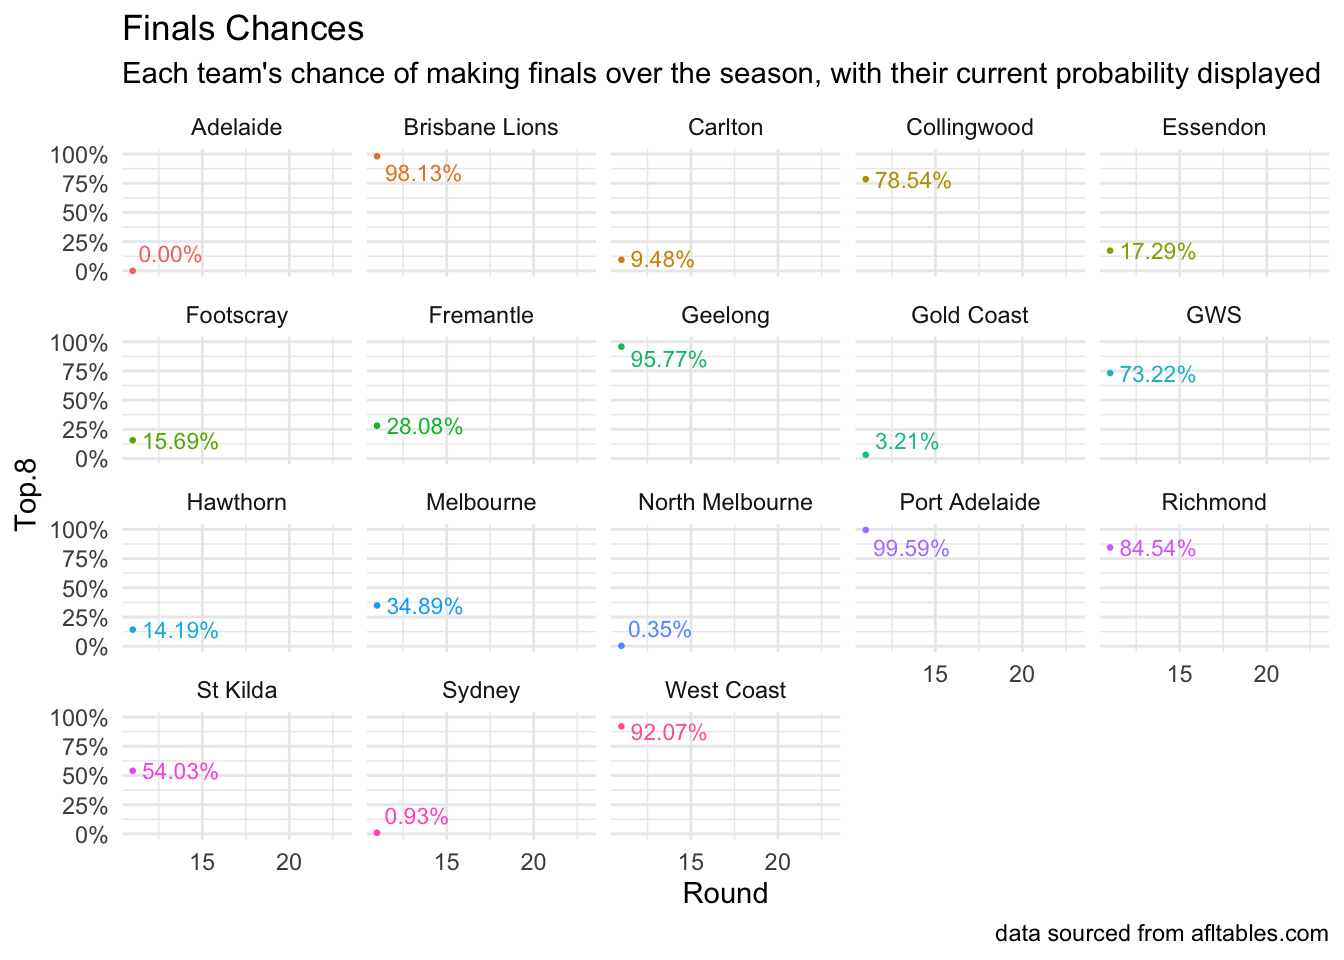 Finals Chances
Each team's chance of making finals over the season, with their current probability displayed
Adelaide Brisbane Lions Carlton Collingwood Essendon
100%
75%
50%
25%
0%
0.00% 98.13% 9.48% 78.54% 17.29%
Footscray Fremantle Geelong Gold Coast GWS
100%
75%
50%
25%
0%
15.69% 28.08% 95.77% 3.21% 73.22%
Top.8
Hawthorn Melbourne North Melbourne Port Adelaide Richmond
100%
75%
50%
25%
0%
14.19% 34.89% 0.35% 99.59% 84.54%
15 20 15 20
St Kilda Sydney West Coast
100%
75%
50%
25%
0%
54.03% 0.93% 92.07%
15 20 15 20 15 20
Round
data sourced from afltables.com